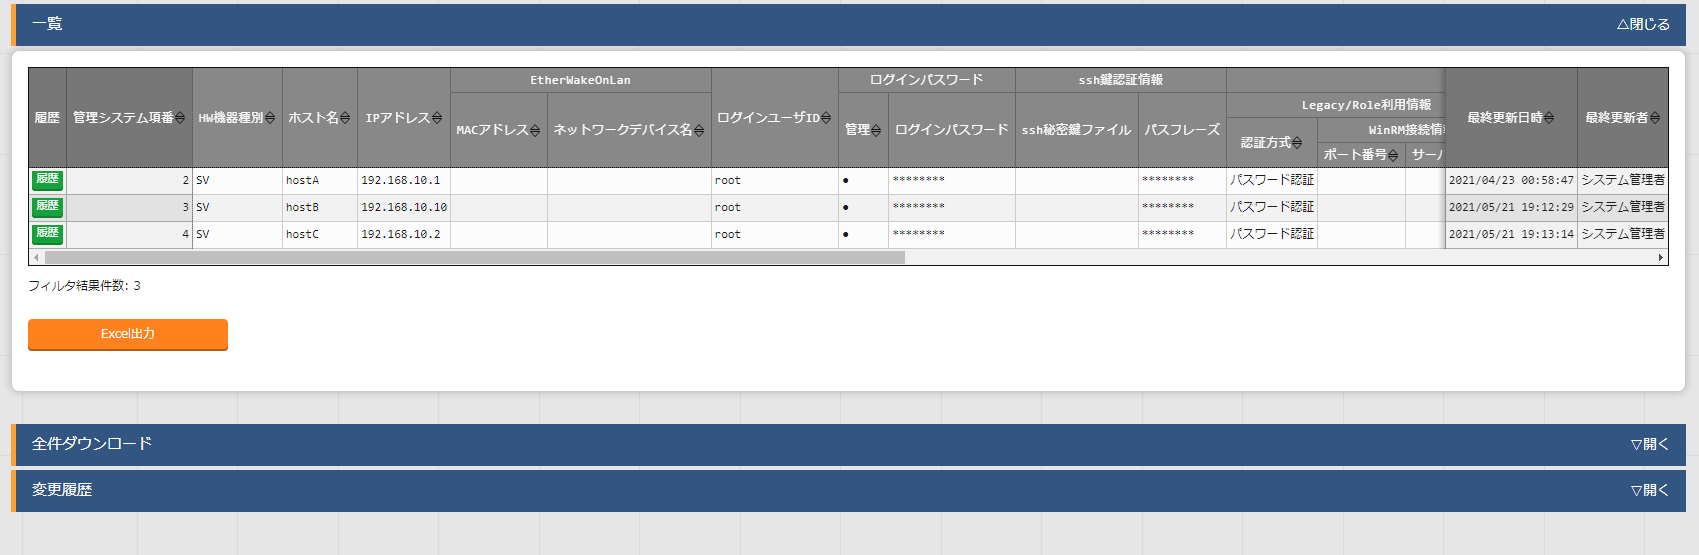 一覧 △閉じる
EtherWakeOnLan ログインパスワード ssh鍵認証情報
Legacy/Role利用情報
履歴 管理システム項番 HW機器種別 ホスト名 IPアドレス ログインユーザID 最終更新日時 最終更新者
MACアドレス ネットワークデバイス名 管理 ログインパスワード ssh秘密鍵ファイル パスフレーズ WinRM接続情
認証方式
ポート番号 サー
履歴 2 SV hostA 192.168.10.1 root ● ******** ******** パスワード認証 2021/04/23 00:58:47 システム管理者
履歴 3 SV hostB 192.168.10.10 root ● ******** ******** パスワード認証 2021/05/21 19:12:29 システム管理者
履歴 4 SV hostC 192.168.10.2 root ● ******** ******** パスワード認証 2021/05/21 19:13:14 システム管理者
フィルタ結果件数: 3
Excel出力
全件ダウンロード ▽開く
変更履歴 ▽開く